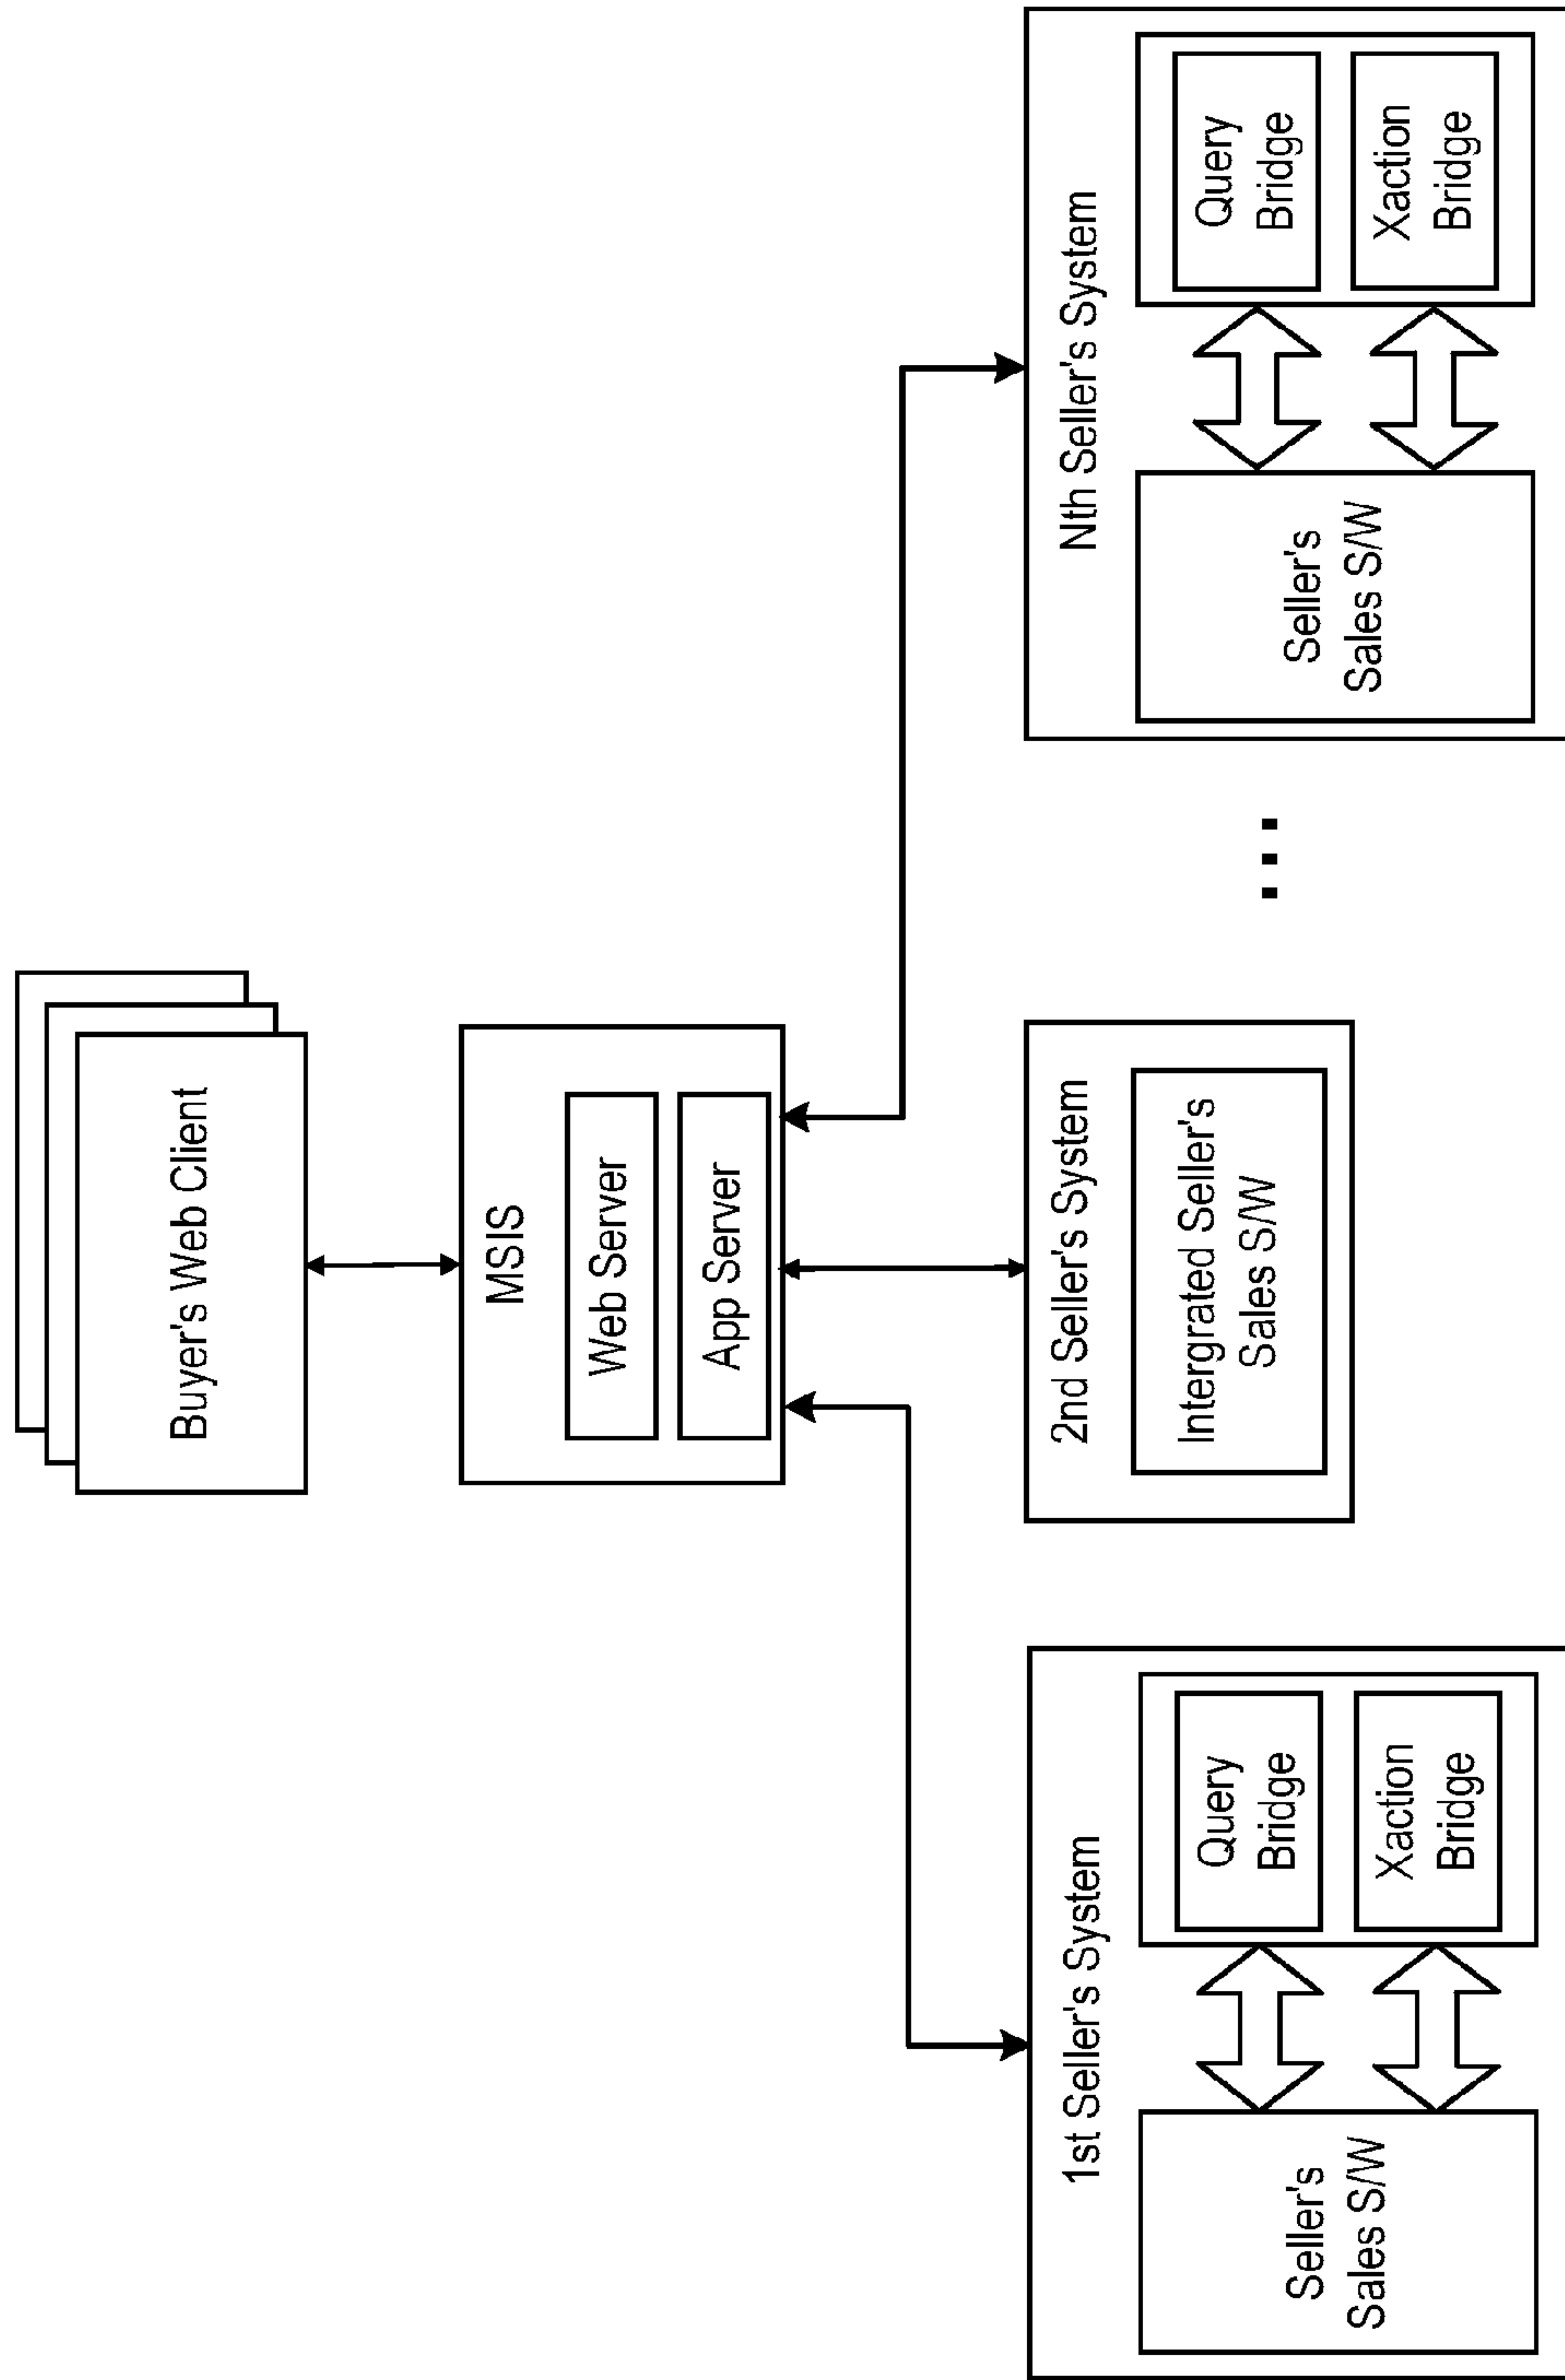 Buyer's Web Client
MSIS
Web Server
App Server
1st Seller's System
Seller's
Sales S/W
Query
Bridge
Xaction
Bridge
2nd Seller's System
Intergrated Seller's
Sales S/W
...
Nth Seller's System
Seller's
Sales S/W
Query
Bridge
Xaction
Bridge